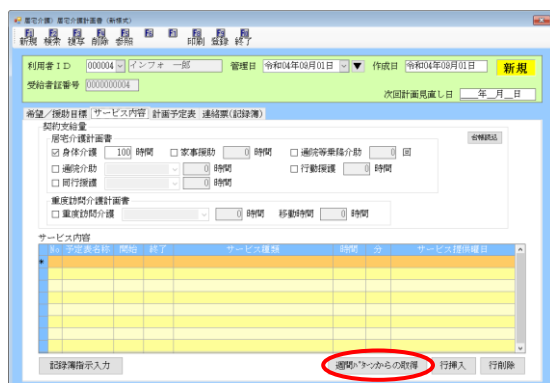 居宅介護）居宅介護計画書（新様式）
新規 検索 複写 削除 参照 印刷 登録 終了
利用者ＩＤ 000004 インフォ 一郎 管理日 令和04年08月01日 ▼ 作成日 令和04年08月01日 新規
受給者証番号 0000000004
次回計画見直し日 ＿＿年＿月＿日
希望／援助目標 サービス内容 計画予定表 連絡票(記録簿)
契約支給量
居宅介護計画書 台帳読込
身体介護 100 時間 家事援助 0 時間 通院等乗降介助 0 回
通院介助 0 時間 行動援護 0 時間
同行援護 0 時間
重度訪問介護計画書
重度訪問介護 0 時間 移動時間 0 時間
サービス内容
No 予定表名称 開始 終了 サービス種類 時間 分 サービス提供曜日
*
記録簿指示入力 週間ﾊﾟﾀｰﾝからの取得 行挿入 行削除